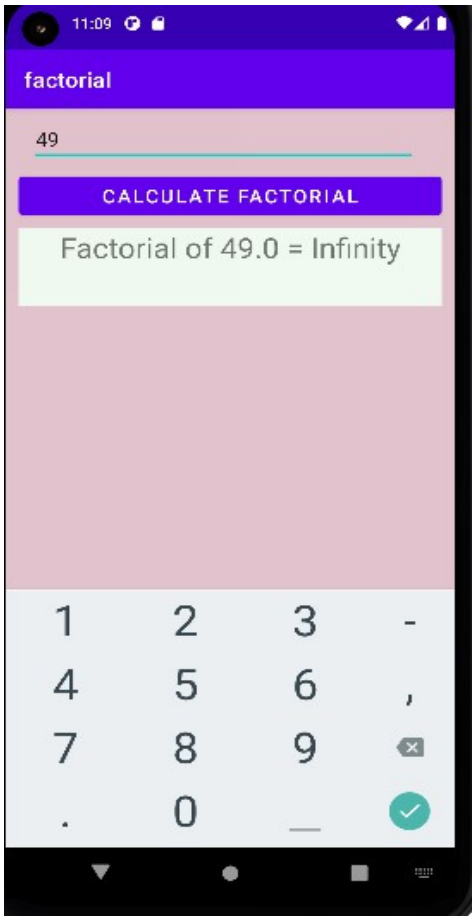 11:09
factorial
49
CALCULATE FACTORIAL
Factorial of 49.0 = Infinity
1 2 3 -
4 5 6 ,
7 8 9
. 0 _